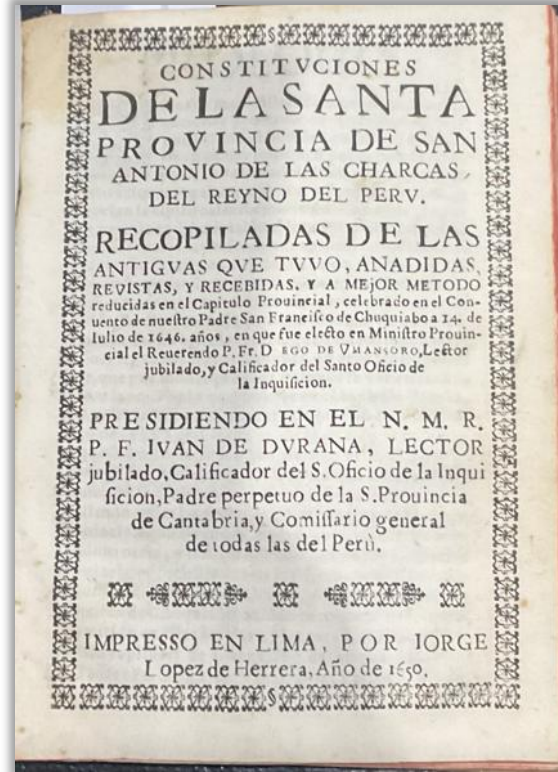 CONSTITVCIONES
DE LA SANTA
PROVINCIA DE SAN
ANTONIO DE LAS CHARCAS,
DEL REYNO DEL PERV.
RECOPILADAS DE LAS
ANTIGVAS QVE TVVO, ANADIDAS,
REVISTAS, Y RECEBIDAS, Y A MEJOR METODO
reducidas en el Capitulo Prouincial, celebrado en el Con-
uento de nueſtro Padre San Franciſco de Chuquiabo a 14. de
Iulio de 1646. años, en que fue electo en Miniſtro Prouin-
cial el Reuerendo P. Fr. D EGO DE VMANSORO, Lector
jubilado, y Calificador del Santo Oficio de
la Inquiſicion.
PRESIDIENDO EN EL N. M. R.
P. F. IVAN DE DVRANA, LECTOR
jubilado, Calificador del S. Oficio de la Inqui
ſicion, Padre perpetuo de la S. Prouincia
de Cantabria, y Comiſſario general
de todas las del Perù.
IMPRESSO EN LIMA, POR IORGE
Lopez de Herrera, Año de 1650.